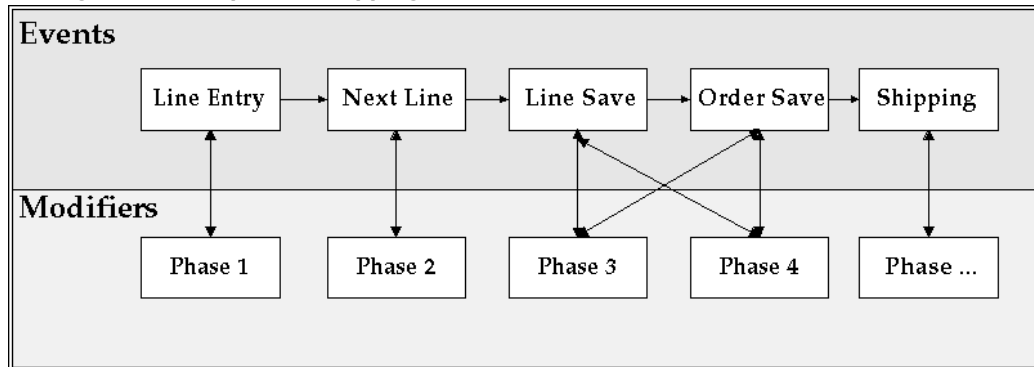 Events
Line Entry
Next Line
Line Save
Order Save
Shipping
Modifiers
Phase 1
Phase 2
Phase 3
Phase 4
Phase ...